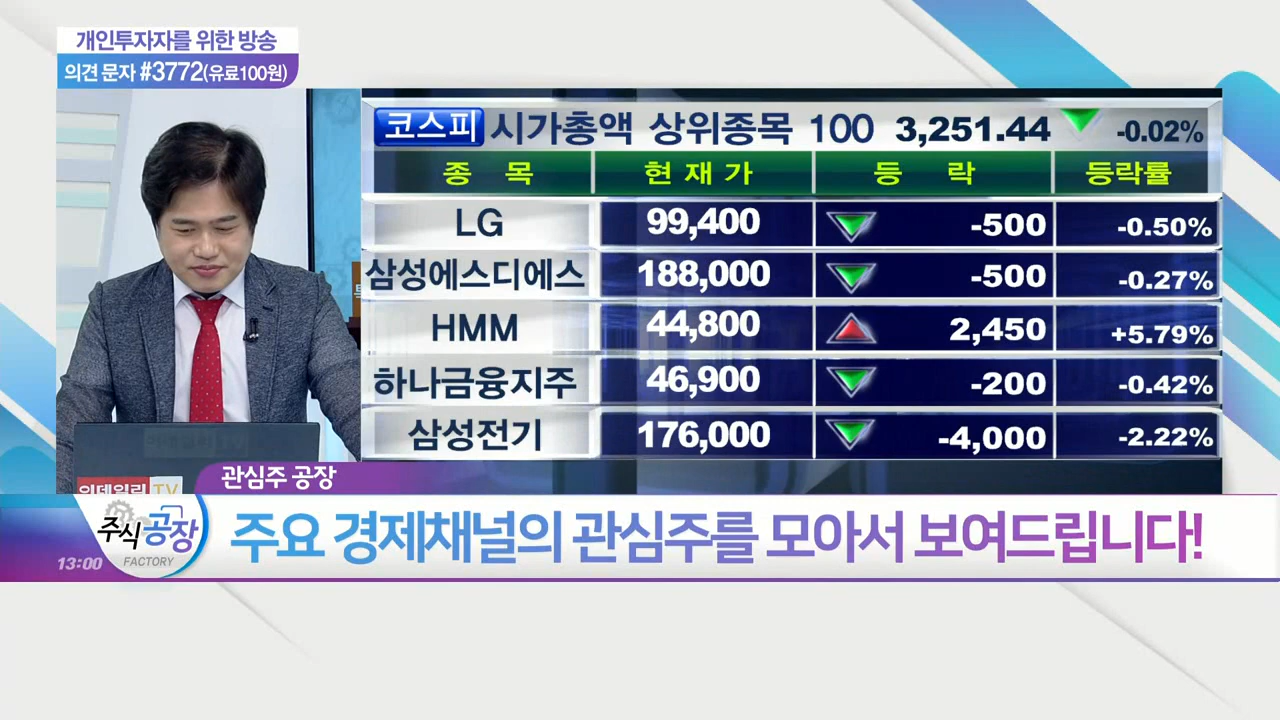 개인투자자를 위한 방송
의견 문자 #3772(유료100원)
코스피 시가총액 상위종목 100 3,251.44 -0.02%
종 목 현 재 가 등 락 등락률
LG 99,400 -500 -0.50%
삼성에스디에스 188,000 -500 -0.27%
HMM 44,800 2,450 +5.79%
하나금융지주 46,900 -200 -0.42%
삼성전기 176,000 -4,000 -2.22%
관심주 공장
이데일리 TV
주식공장
FACTORY
주요 경제채널의 관심주를 모아서 보여드립니다!
13:00